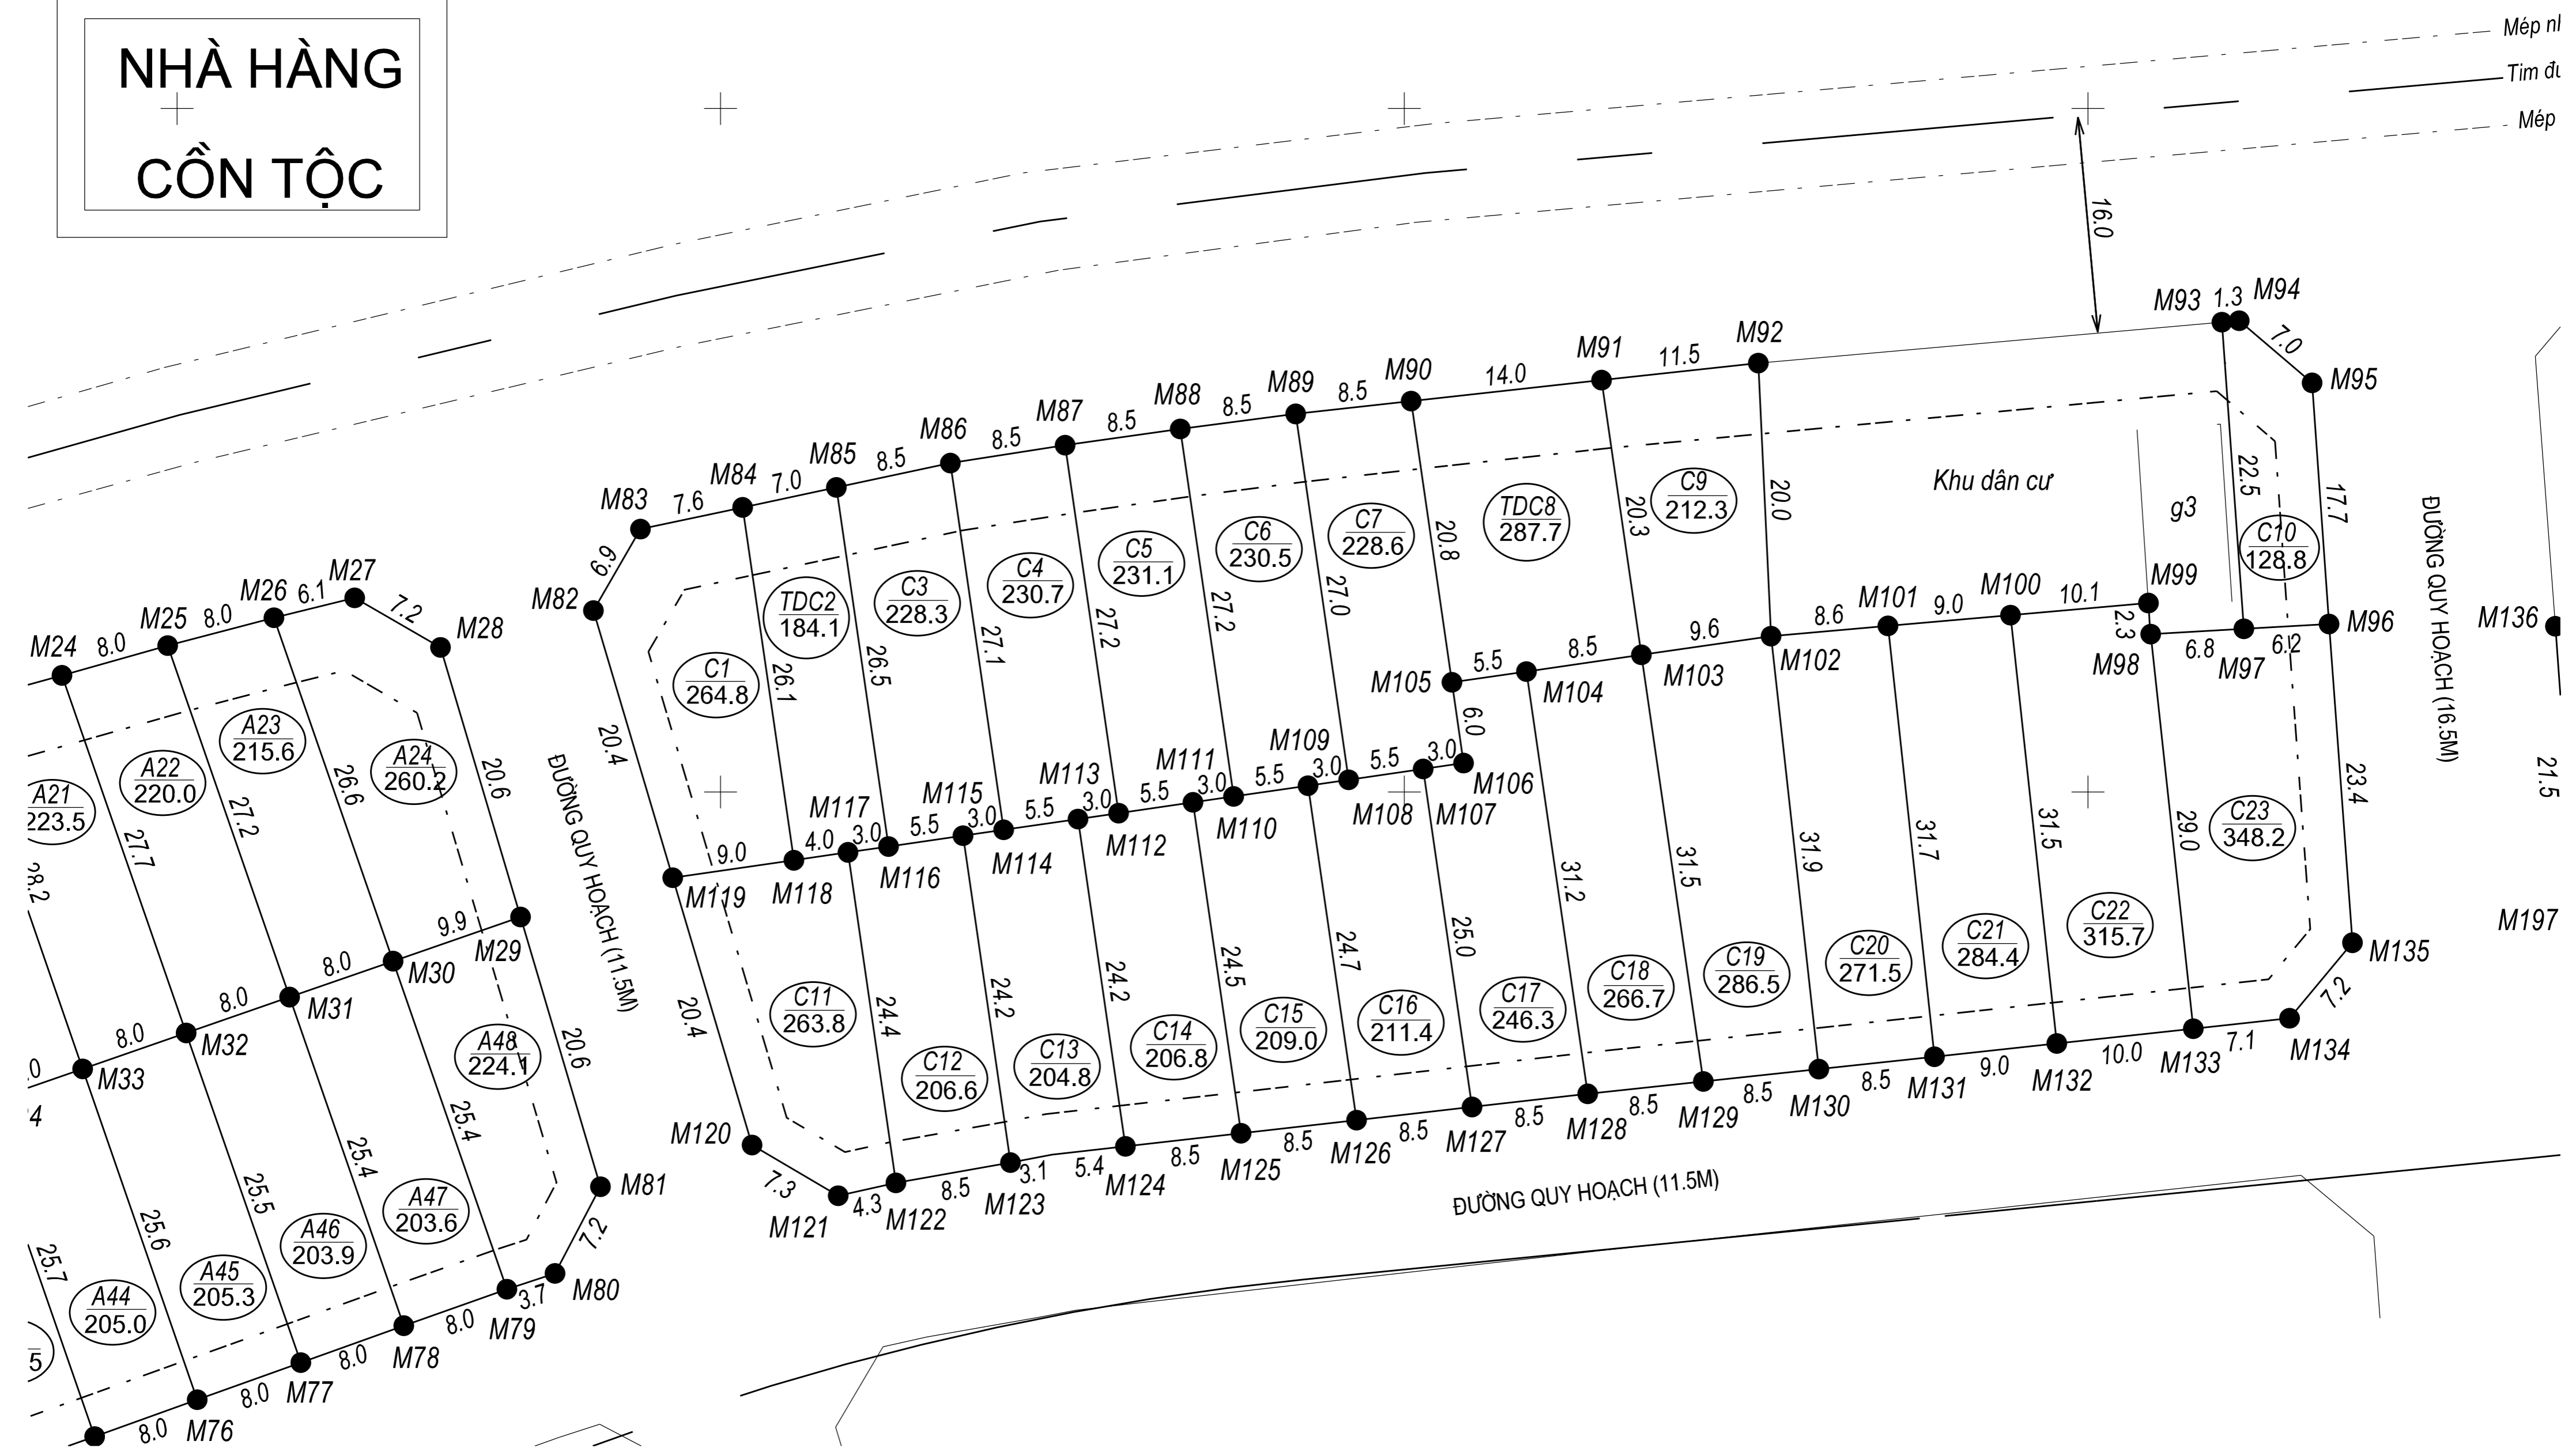 NHÀ HÀNG
CỒN TỘC
Tim
Mép
16.0
M93 1.3 M94
7.0
M95
M92
M91 11.5
M90 14.0
M89 8.5
M88 8.5
M87 8.5
M86 8.5
M85 8.5
M84 7.0
M83 7.6
6.9
M82
M27
M26 6.1
7.2
M28
M25 8.0
M24 8.0
C1
264.8
TDC2
184.1
C3
228.3
C4
230.7
C5
231.1
C6
230.5
C7
228.6
TDC8
287.7
C9
212.3
Khu dân cư
g3
C10
128.8
26.1
26.5
27.1
27.2
27.2
27.0
20.8
20.3
20.0
22.5
17.7
ĐƯỜNG QUY HOẠCH (16.5M)
M136
M96
M97
6.2
6.8
M98
2.3
M99
10.1
M100
9.0
M101
8.6
M102
9.6
M103
8.5
M104
5.5
M105
6.0
M106
3.0
M107
5.5
M108
3.0
M109
5.5
M110
3.0
M111
5.5
M112
3.0
M113
5.5
M114
3.0
M115
5.5
M116
3.0
M117
4.0
M118
9.0
M119
20.4
20.4
ĐƯỜNG QUY HOẠCH (11.5M)
A21
223.5
A22
220.0
A23
215.6
A24
260.2
28.2
27.7
27.2
26.6
20.6
9.9
M29
8.0
M30
8.0
M31
8.0
M32
M33
.0
4
A48
224.1
20.6
25.4
25.4
25.5
25.6
25.7
A47
203.6
A46
203.9
A45
205.3
A44
205.0
5
M81
7.2
M80
3.7
M79
8.0
M78
8.0
M77
8.0
M76
8.0
C11
263.8
C12
206.6
C13
204.8
C14
206.8
C15
209.0
C16
211.4
C17
246.3
C18
266.7
C19
286.5
C20
271.5
C21
284.4
C22
315.7
C23
348.2
24.4
24.2
24.2
24.5
24.7
25.0
31.2
31.5
31.9
31.7
31.5
29.0
23.4
21.5
M197
M135
7.2
M134
7.1
M133
10.0
M132
9.0
M131
8.5
M130
8.5
M129
8.5
M128
8.5
M127
8.5
M126
8.5
M125
8.5
M124
5.4
3.1
M123
8.5
M122
4.3
M121
7.3
M120
ĐƯỜNG QUY HOẠCH (11.5M)